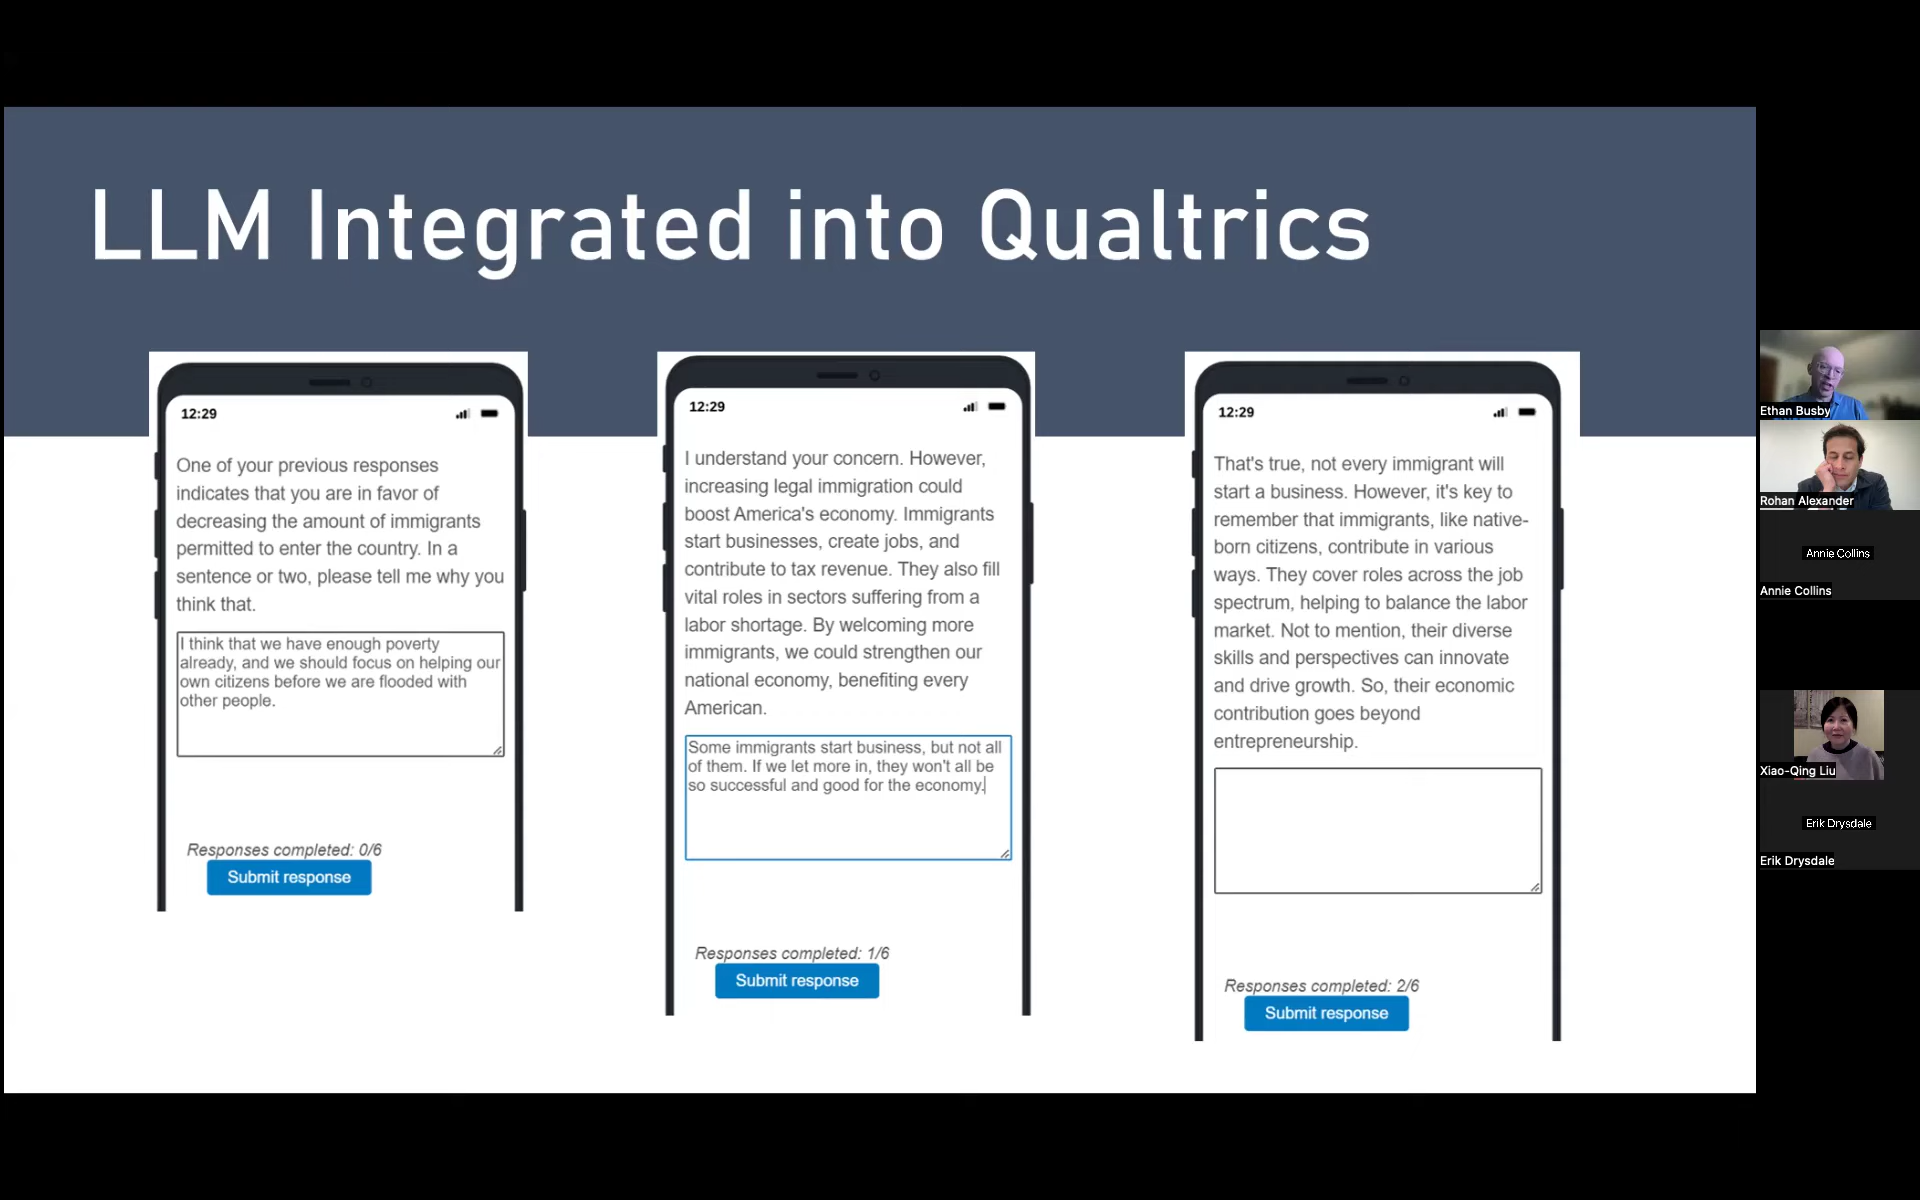 LLM Integrated into Qualtrics
12:29
One of your previous responses
indicates that you are in favor of
decreasing the amount of immigrants
permitted to enter the country. In a
sentence or two, please tell me why you
think that.
I think that we have enough poverty
already, and we should focus on helping our
own citizens before we are flooded with
other people.
Responses completed: 0/6
Submit response
12:29
I understand your concern. However,
increasing legal immigration could
boost America's economy. Immigrants
start businesses, create jobs, and
contribute to tax revenue. They also fill
vital roles in sectors suffering from a
labor shortage. By welcoming more
immigrants, we could strengthen our
national economy, benefiting every
American.
Some immigrants start business, but not all
of them. If we let more in, they won't all be
so successful and good for the economy.
Responses completed: 1/6
Submit response
12:29
That's true, not every immigrant will
start a business. However, it's key to
remember that immigrants, like native-
born citizens, contribute in various
ways. They cover roles across the job
spectrum, helping to balance the labor
market. Not to mention, their diverse
skills and perspectives can innovate
and drive growth. So, their economic
contribution goes beyond
entrepreneurship.
Responses completed: 2/6
Submit response
Ethan Busby
Rohan Alexander
Annie Collins
Annie Collins
Xiao-Qing Liu
Erik Drysdale
Erik Drysdale